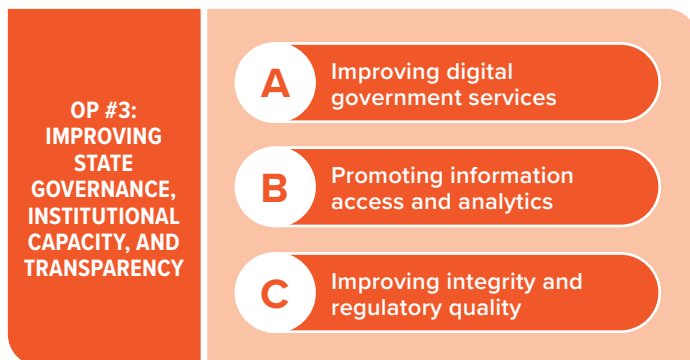 OP #3:
IMPROVING
STATE
GOVERNANCE,
INSTITUTIONAL
CAPACITY, AND
TRANSPARENCY
A
Improving digital
government services
B
Promoting information
access and analytics
C
Improving integrity and
regulatory quality